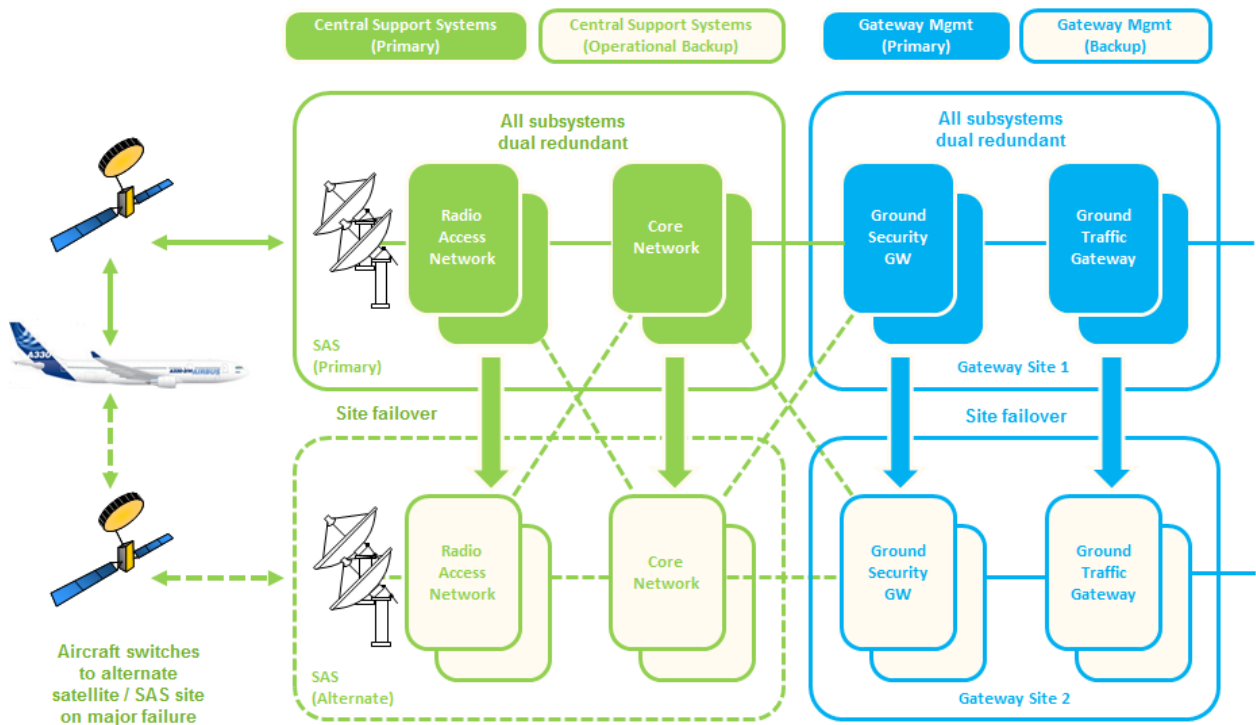 Central Support Systems
(Primary)
Central Support Systems
(Operational Backup)
Gateway Mgmt
(Primary)
Gateway Mgmt
(Backup)
All subsystems
dual redundant
All subsystems
dual redundant
Radio
Access
Network
Core
Network
Ground
Security
GW
Ground
Traffic
Gateway
A330
AIRBUS
SAS
(Primary)
Gateway Site 1
Site failover
Site failover
Radio
Access
Network
Core
Network
Ground
Security
GW
Ground
Traffic
Gateway
Aircraft switches
to alternate
satellite / SAS site
on major failure
SAS
(Alternate)
Gateway Site 2